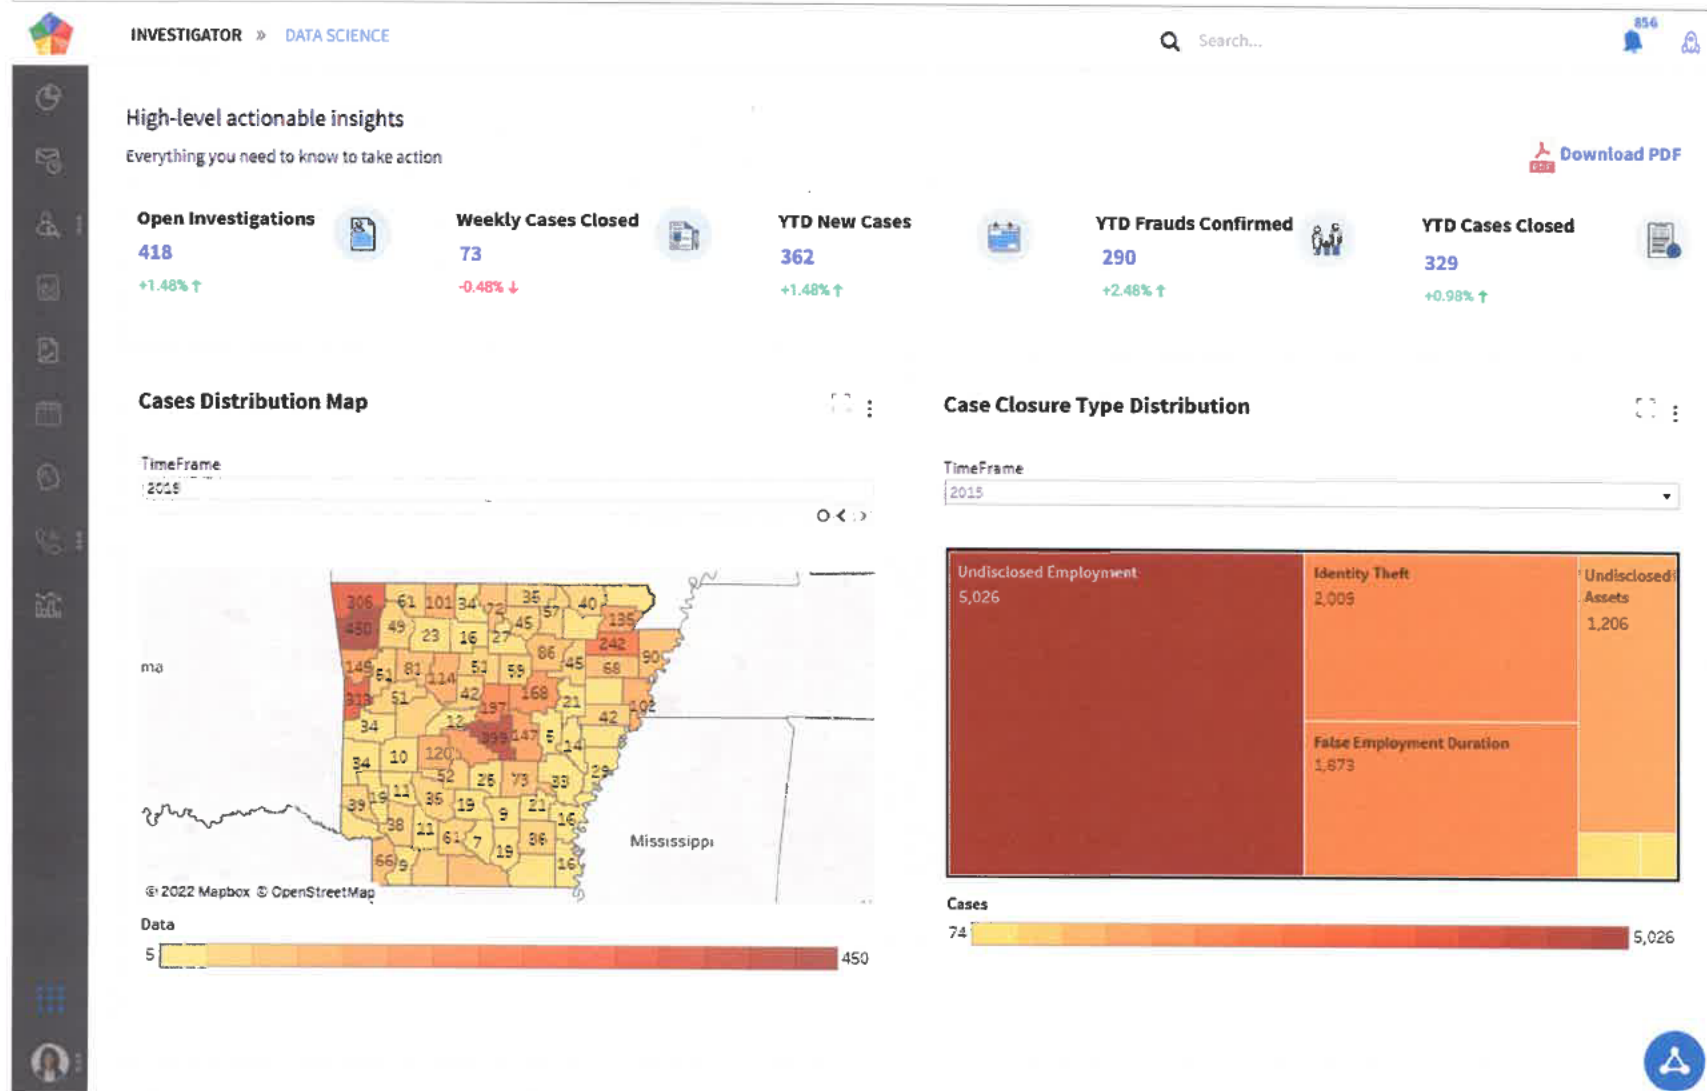 INVESTIGATOR » DATA SCIENCE
Search...
856
High-level actionable insights
Everything you need to know to take action
Download PDF
Open Investigations
418
+1.48% ↑
Weekly Cases Closed
73
-0.48% ↓
YTD New Cases
362
+1.48% ↑
YTD Frauds Confirmed
290
+2.48% ↑
YTD Cases Closed
329
+0.98% ↑
Cases Distribution Map
TimeFrame
306 61 101 34 72 35 57 40 135
450 49 23 16 27 45 242
149 51 81 114 51 59 86 45 68 90
313 51 42 197 168 21 102
34 12 399 147 5 14 42
34 10 120 52 26 73 33 29
39 19 11 35 19 9 21 16
38 11 61 7 19 36
66 9 16
ma
Mississippi
© 2022 Mapbox © OpenStreetMap
Data
5 450
Case Closure Type Distribution
TimeFrame
2015
Undisclosed Employment
5,026
Identity Theft
2,009
False Employment Duration
1,873
Undisclosed
Assets
1,206
Cases
74 5,026